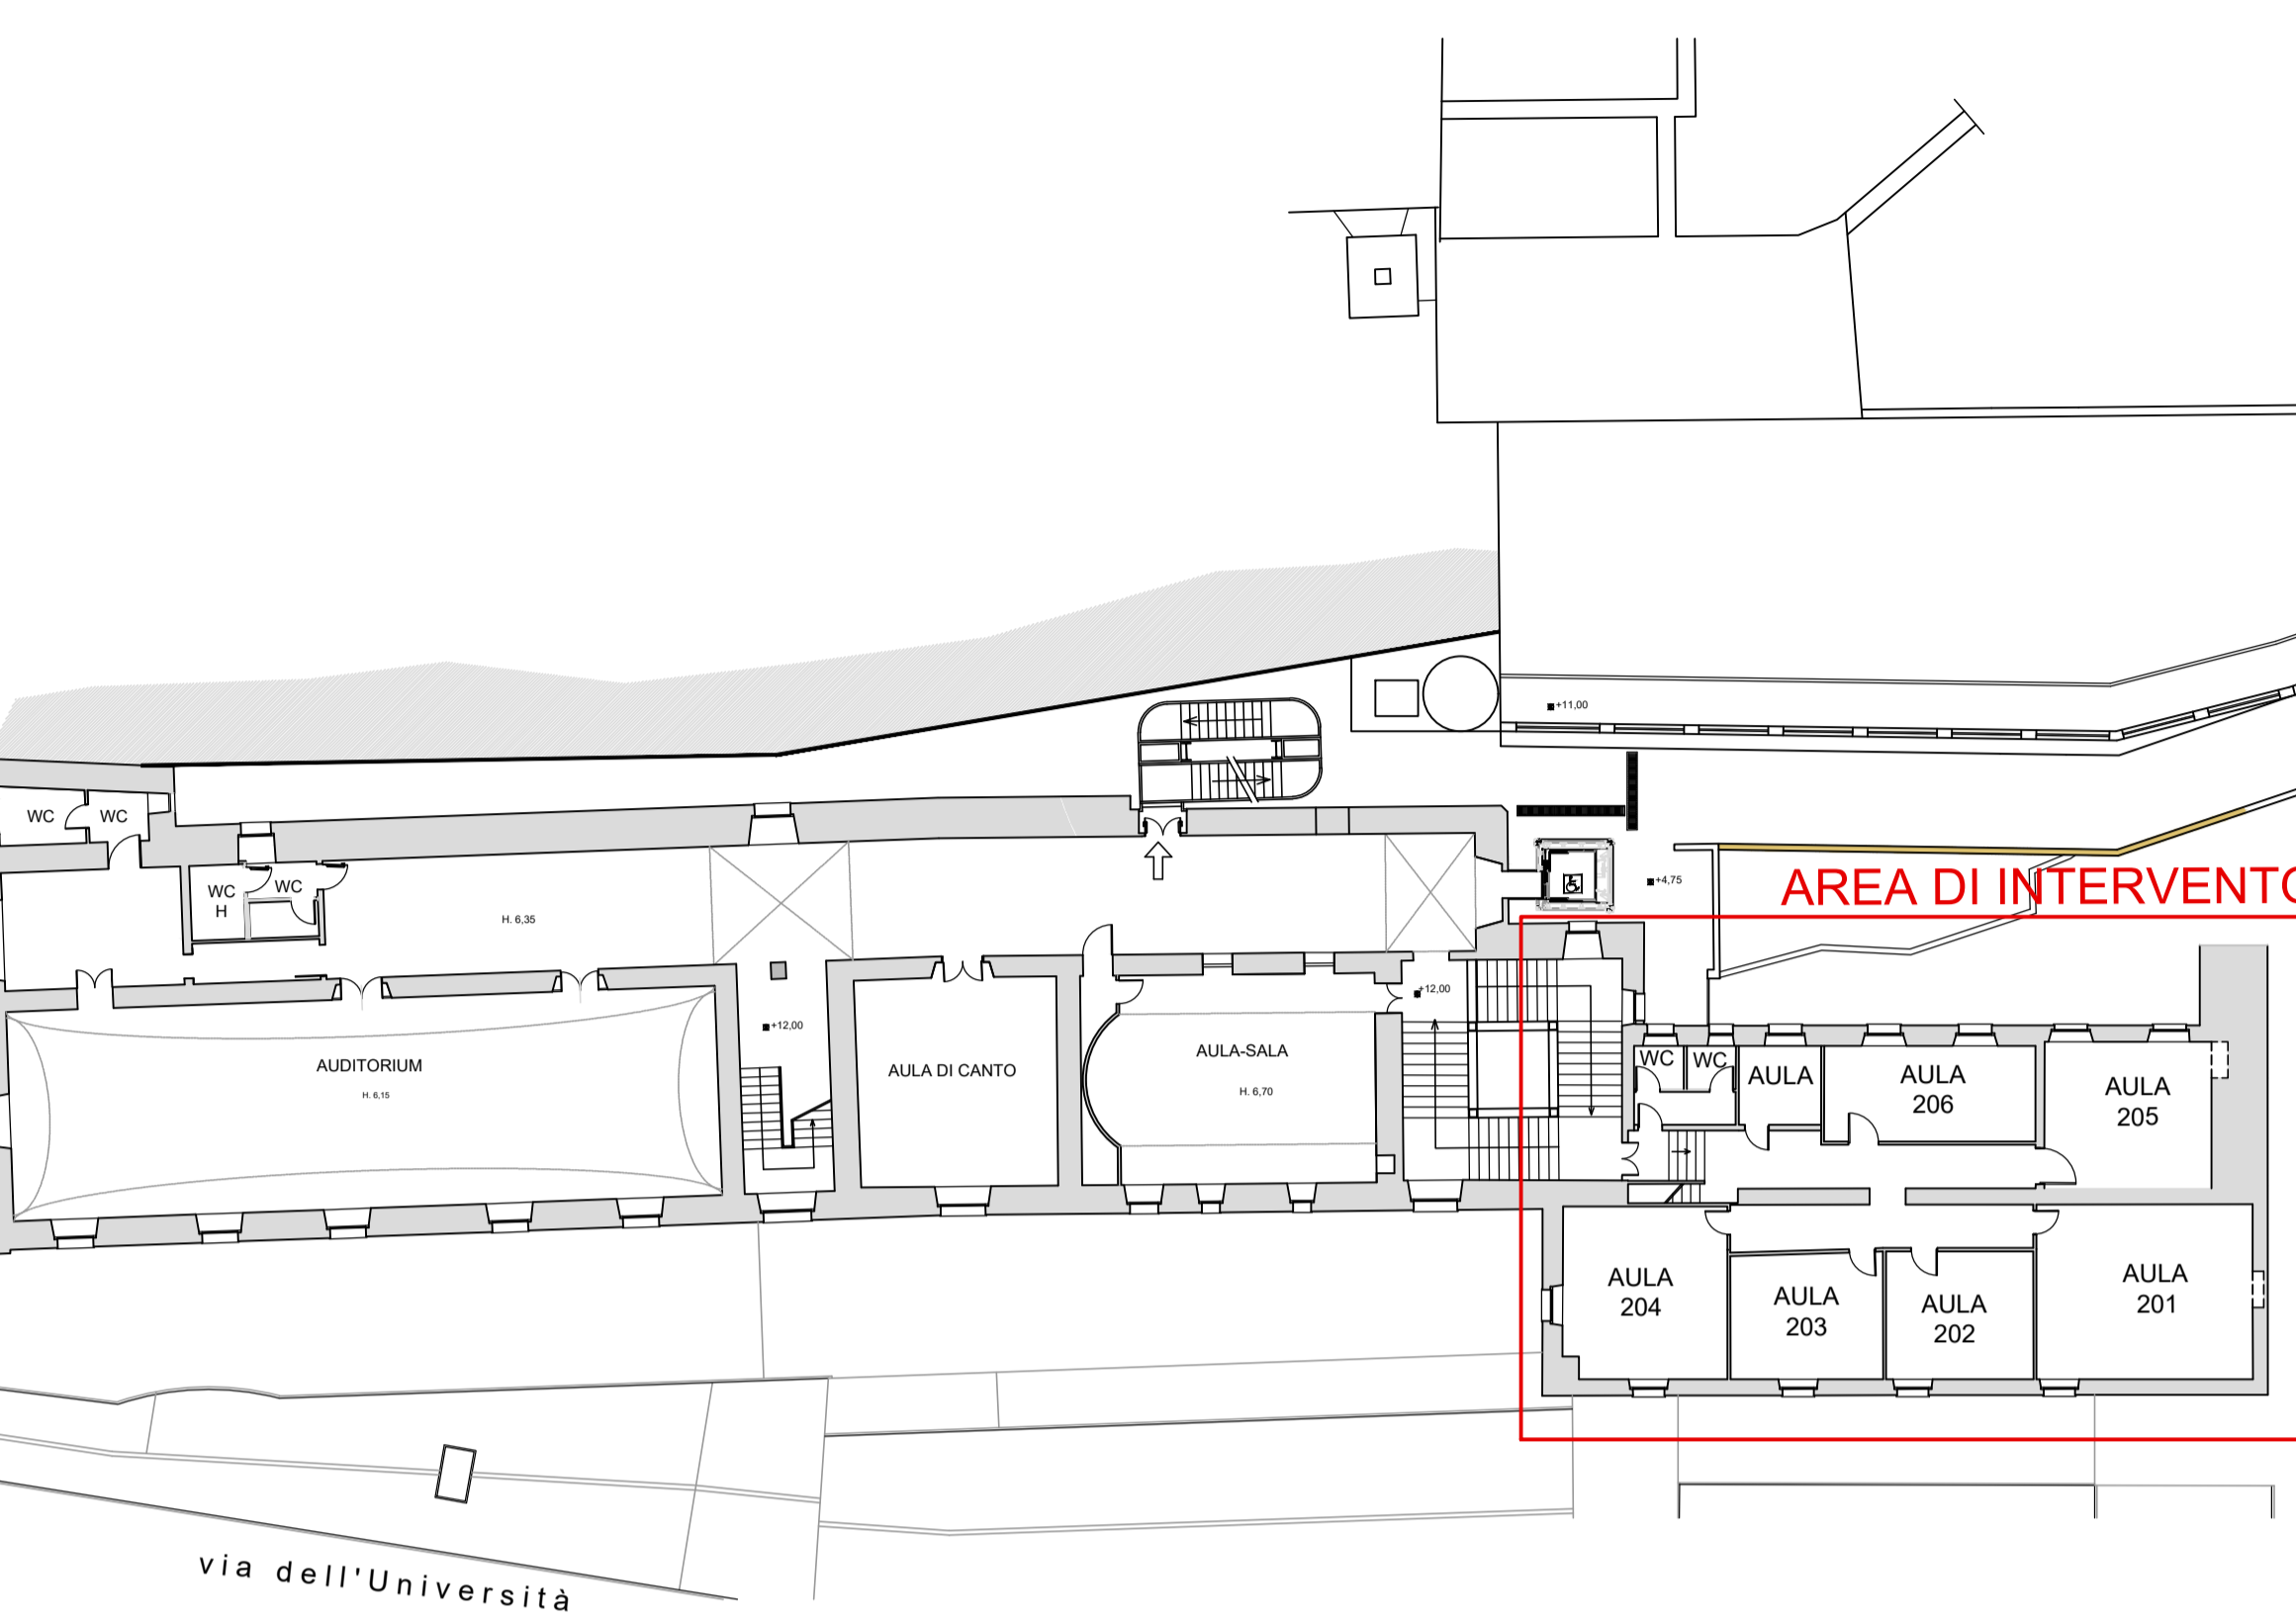 +11,00
WC
WC
+4,75
AREA DI INTERVENTO
WC
H
WC
H. 6,35
+12,00
+12,00
AUDITORIUM
H. 6,15
AULA DI CANTO
AULA-SALA
H. 6,70
WC
WC
AULA
AULA
206
AULA
205
AULA
204
AULA
203
AULA
202
AULA
201
via dell'Università